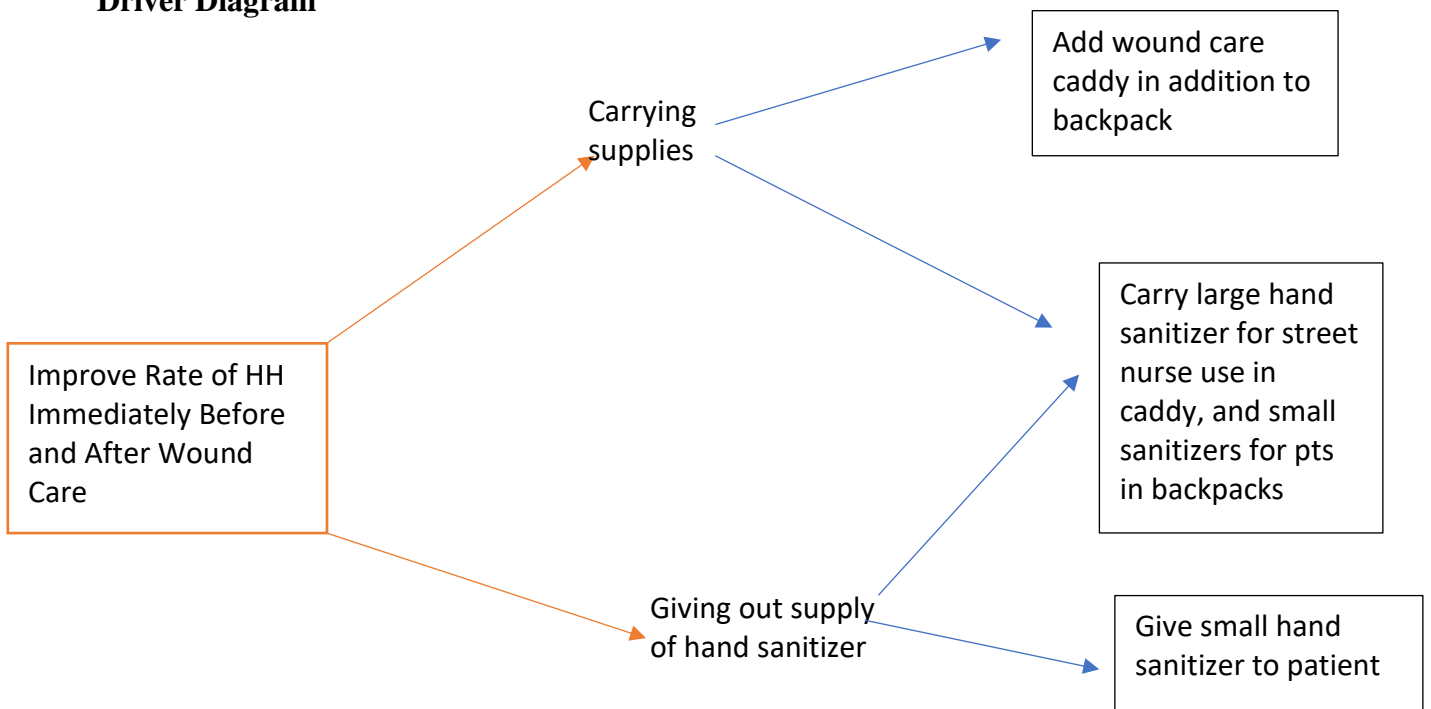 Driver Diagram
Add wound care
caddy in addition to
backpack
Carrying
supplies
Carry large hand
sanitizer for street
nurse use in
caddy, and small
sanitizers for pts
in backpacks
Improve Rate of HH
Immediately Before
and After Wound
Care
Giving out supply
of hand sanitizer
Give small hand
sanitizer to patient